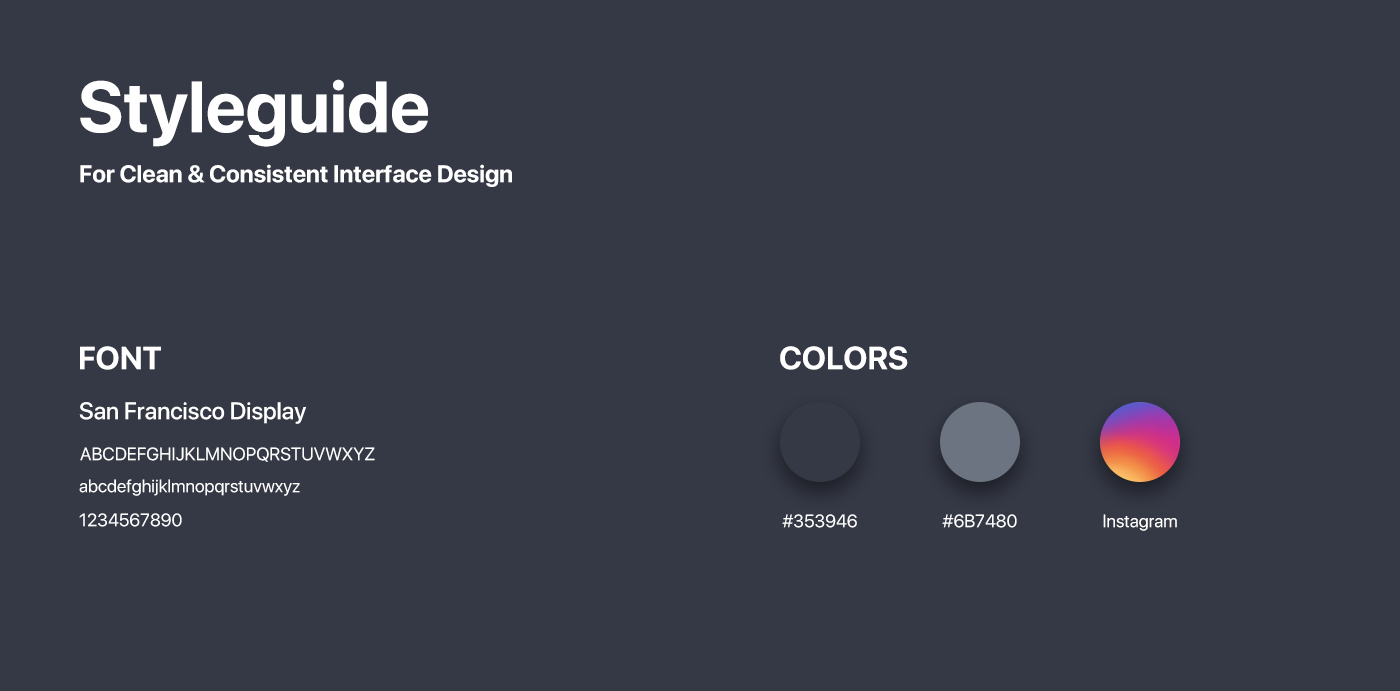 Styleguide
For Clean & Consistent Interface Design
FONT
San Francisco Display
ABCDEFGHIJKLMNOPQRSTUVWXYZ
abcdefghijklmnopqrstuvwxyz
1234567890
COLORS
#353946
#6B7480
Instagram